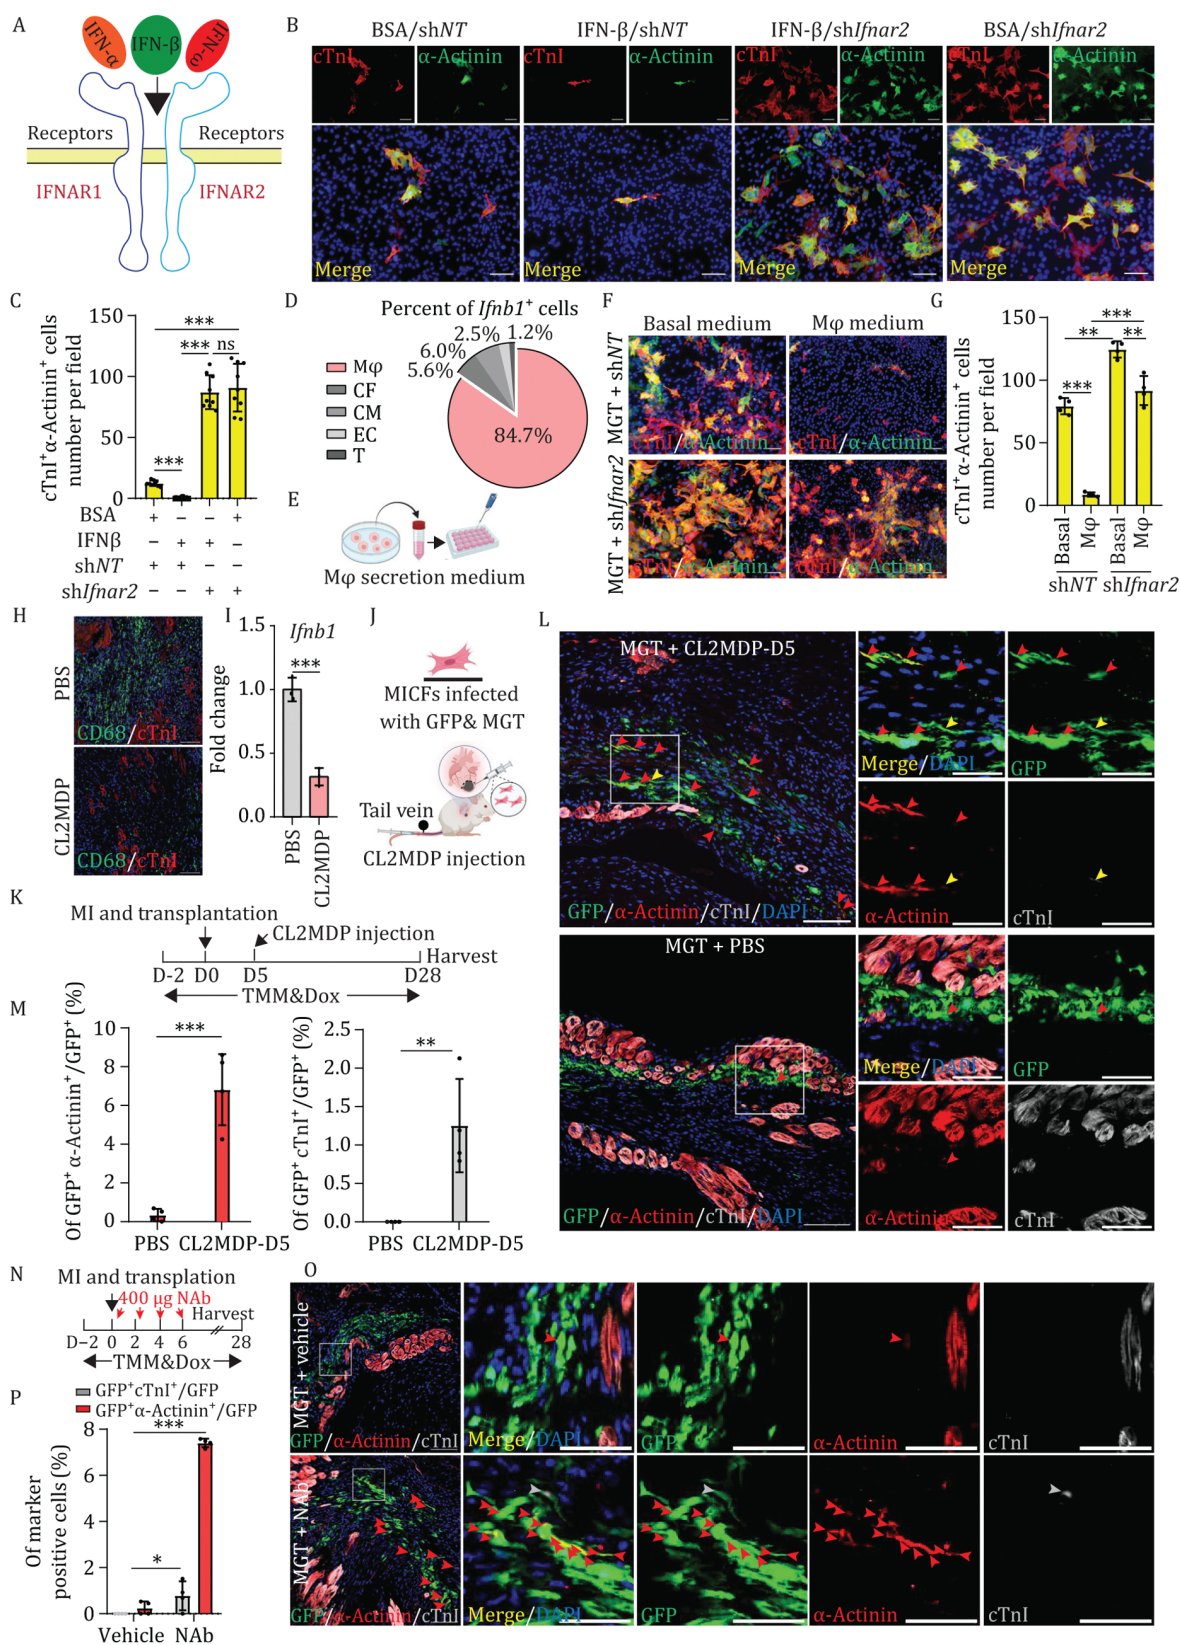 A
IFN-α
IFN-β
IFN-ω
Receptors
Receptors
IFNAR1
IFNAR2
B
BSA/shNT
IFN-β/shNT
IFN-β/shIfnar2
BSA/shIfnar2
cTnI
α-Actinin
cTnI
α-Actinin
cTnI
α-Actinin
cTnI
α-Actinin
Merge
Merge
Merge
Merge
C
cTnI⁺α-Actinin⁺ cells
number per field
150
100
50
0
***
*** ns
***
BSA + − − +
IFNβ − + + −
shNT + + − −
shIfnar2 − − + +
D
Percent of Ifnb1⁺ cells
2.5%
1.2%
6.0%
5.6%
84.7%
Mφ
CF
CM
EC
T
E
Mφ secretion medium
F
Basal medium
Mφ medium
MGT + shNT
MGT + shIfnar2
cTnI/α-Actinin
cTnI/α-Actinin
cTnI/α-Actinin
cTnI/α-Actinin
G
cTnI⁺α-Actinin⁺ cells
number per field
150
100
50
0
***
** **
***
Basal
Mφ
Basal
Mφ
shNT
shIfnar2
H
PBS
CL2MDP
CD68/cTnI
CD68/cTnI
I
Ifnb1
Fold change
1.5
1.0
0.5
0.0
***
PBS
CL2MDP
J
MICFs infected
with GFP& MGT
Tail vein
CL2MDP injection
K
MI and transplantation
CL2MDP injection
Harvest
D-2 D0 D5 D28
TMM&Dox
L
MGT + CL2MDP-D5
GFP/α-Actinin/cTnI/DAPI
Merge/DAPI
GFP
α-Actinin
cTnI
MGT + PBS
GFP/α-Actinin/cTnI/DAPI
Merge/DAPI
GFP
α-Actinin
cTnI
M
Of GFP⁺ α-Actinin⁺/GFP⁺ (%)
10
8
6
4
2
0
***
PBS CL2MDP-D5
Of GFP⁺ cTnI⁺/GFP⁺ (%)
2.5
2.0
1.5
1.0
0.5
0.0
**
PBS CL2MDP-D5
N
MI and transplation
400 μg NAb
Harvest
D−2 0 2 4 6 28
TMM&Dox
O
MGT + vehicle
GFP/α-Actinin/cTnI
Merge/DAPI
GFP
α-Actinin
cTnI
MGT + NAb
GFP/α-Actinin/cTnI
Merge/DAPI
GFP
α-Actinin
cTnI
P
GFP⁺cTnI⁺/GFP
GFP⁺α-Actinin⁺/GFP
Of marker
positive cells (%)
8
6
4
2
0
***
*
Vehicle NAb